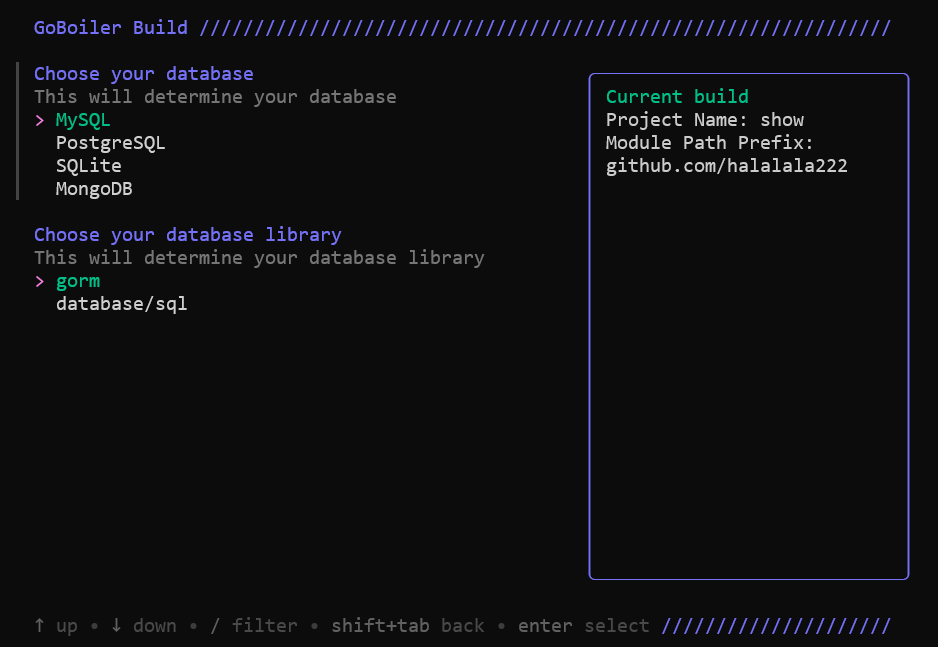 GoBoiler Build ///////////////////////////////////////////////////////////////
Choose your database
This will determine your database
> MySQL
PostgreSQL
SQLite
MongoDB
Choose your database library
This will determine your database library
> gorm
database/sql
Current build
Project Name: show
Module Path Prefix:
github.com/halalala222
↑ up • ↓ down • / filter • shift+tab back • enter select /////////////////////